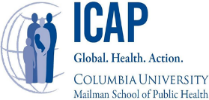 ICAP
Global. Health. Action.
COLUMBIA UNIVERSITY
Mailman School of Public Health